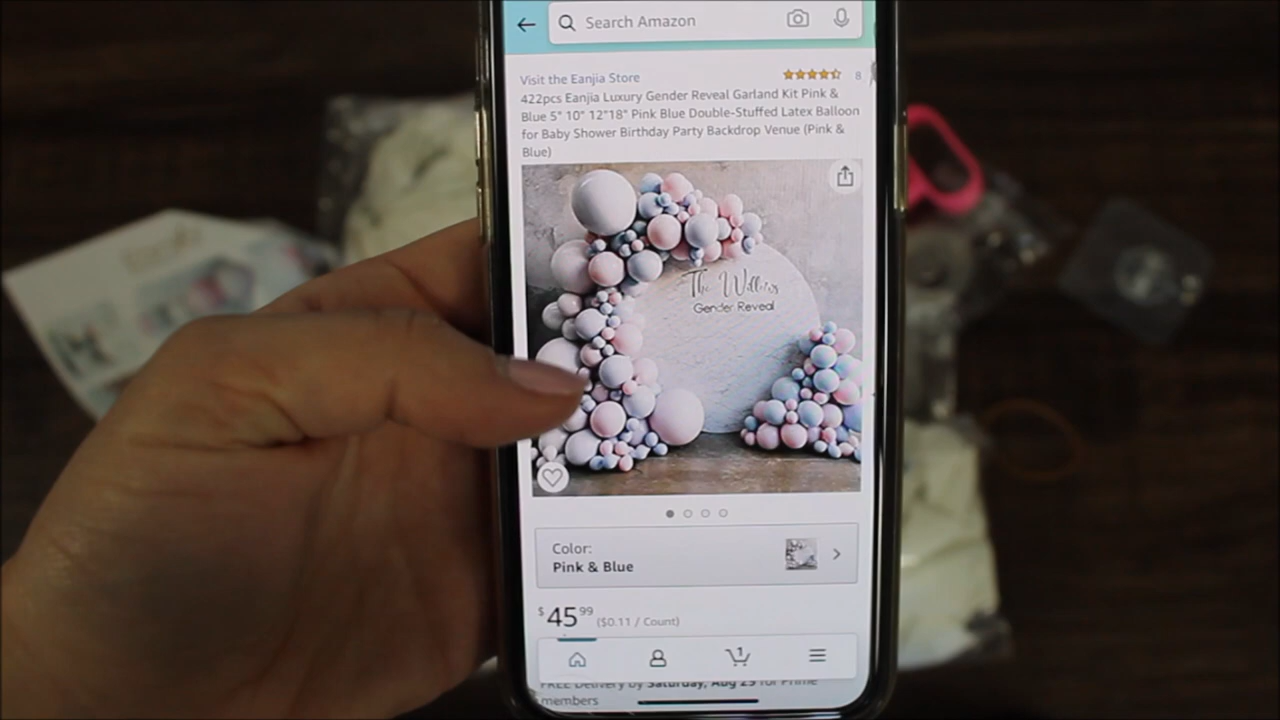 Search Amazon
Visit the Eanjia Store
8
422pcs Eanjia Luxury Gender Reveal Garland Kit Pink &
Blue 5" 10" 12"18" Pink Blue Double-Stuffed Latex Balloon
for Baby Shower Birthday Party Backdrop Venue (Pink &
Blue)
The
Gender Reveal
Color:
Pink & Blue
$45.99 ($0.11 / Count)
1
FREE Delivery by Saturday, Aug for Prime
members